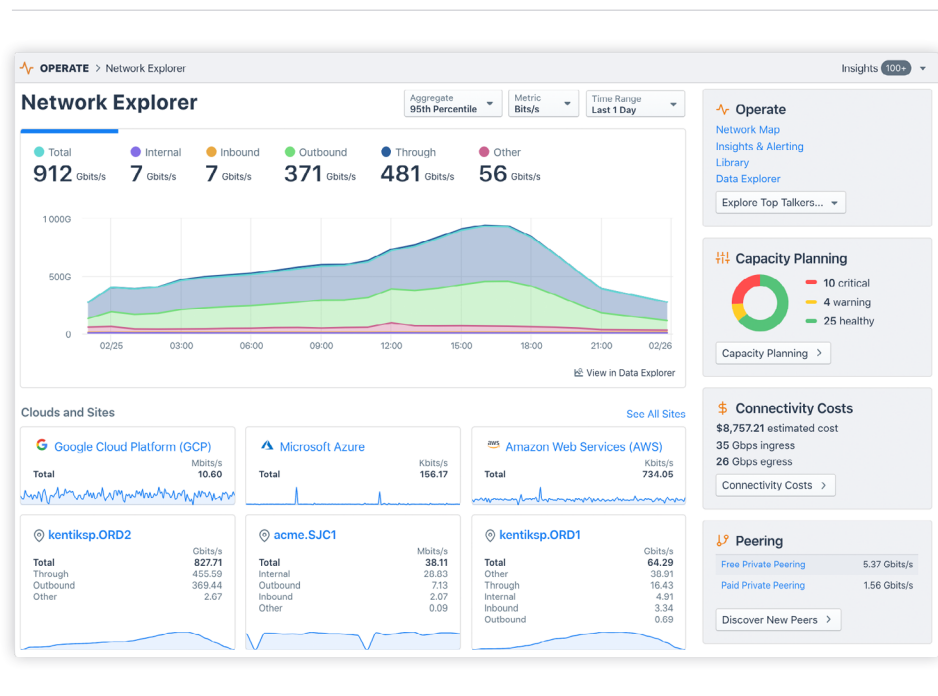 OPERATE > Network Explorer
Insights 100+
Network Explorer
Aggregate
95th Percentile
Metric
Bits/s
Time Range
Last 1 Day
Total
912 Gbits/s
Internal
7 Gbits/s
Inbound
7 Gbits/s
Outbound
371 Gbits/s
Through
481 Gbits/s
Other
56 Gbits/s
1000G
500G
0
02/25 03:00 06:00 09:00 12:00 15:00 18:00 21:00 02/26
View in Data Explorer
Clouds and Sites
See All Sites
Google Cloud Platform (GCP)
Mbits/s
Total 10.60
Microsoft Azure
Kbits/s
Total 156.17
aws Amazon Web Services (AWS)
Kbits/s
Total 734.05
kentiksp.ORD2
Gbits/s
Total 827.71
Through 455.59
Outbound 369.44
Other 2.67
acme.SJC1
Mbits/s
Total 38.11
Internal 28.83
Outbound 7.13
Inbound 2.07
Other 0.09
kentiksp.ORD1
Gbits/s
Total 64.29
Other 38.91
Through 16.43
Internal 4.91
Inbound 3.34
Outbound 0.69
Operate
Network Map
Insights & Alerting
Library
Data Explorer
Explore Top Talkers...
Capacity Planning
10 critical
4 warning
25 healthy
Capacity Planning >
Connectivity Costs
$8,757.21 estimated cost
35 Gbps ingress
26 Gbps egress
Connectivity Costs >
Peering
Free Private Peering 5.37 Gbits/s
Paid Private Peering 1.56 Gbits/s
Discover New Peers >